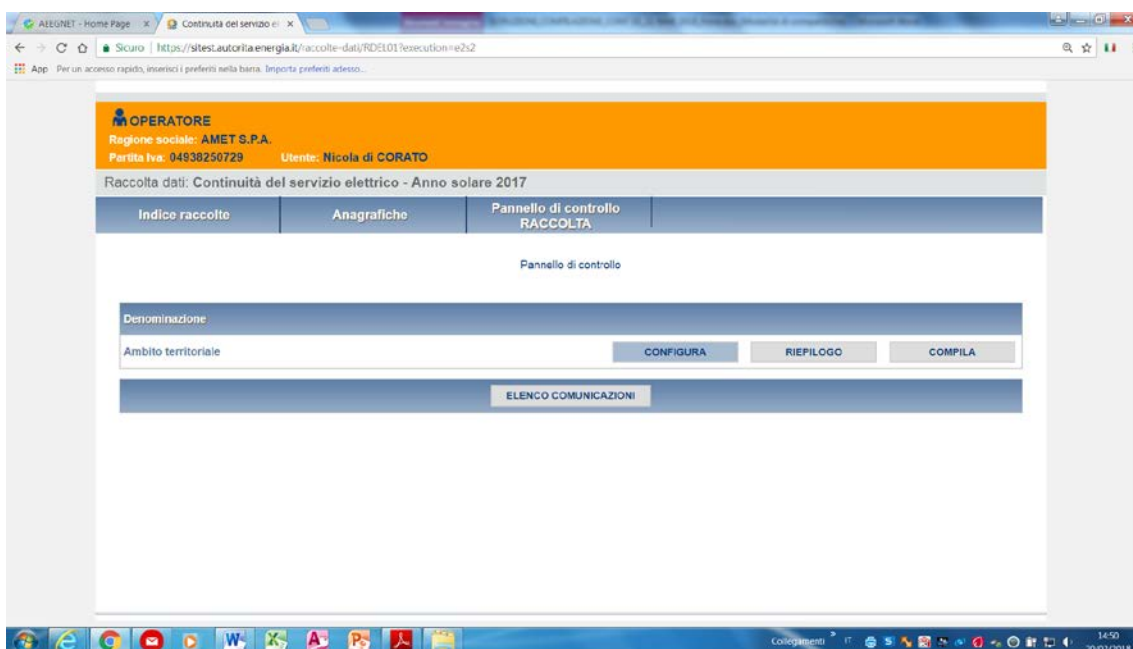 AEEGNET - Home Page
Continuità del servizio e
Sicuro | https://sitest.autorita.energia.it/raccolte-dati/RDEL01?execution=e2s2
App Per un accesso rapido, inserisci i preferiti nella barra. Importa preferiti adesso...
OPERATORE
Ragione sociale: AMET S.P.A.
Partita Iva: 04938250729 Utente: Nicola di CORATO
Raccolta dati: Continuità del servizio elettrico - Anno solare 2017
Indice raccolte
Anagrafiche
Pannello di controllo
RACCOLTA
Pannello di controllo
Denominazione
Ambito territoriale
CONFIGURA
RIEPILOGO
COMPILA
ELENCO COMUNICAZIONI
Collegamenti
IT
14:50
20/03/2018